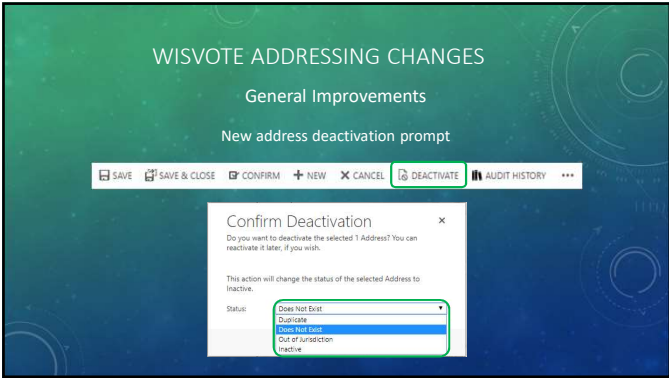 WISVOTE ADDRESSING CHANGES
General Improvements
New address deactivation prompt
SAVE SAVE & CLOSE CONFIRM NEW CANCEL DEACTIVATE AUDIT HISTORY •••
Confirm Deactivation ×
Do you want to deactivate the selected 1 Address? You can
reactivate it later, if you wish.
This action will change the status of the selected Address to
Inactive.
Status: Does Not Exist
Duplicate
Does Not Exist
Out of Jurisdiction
Inactive